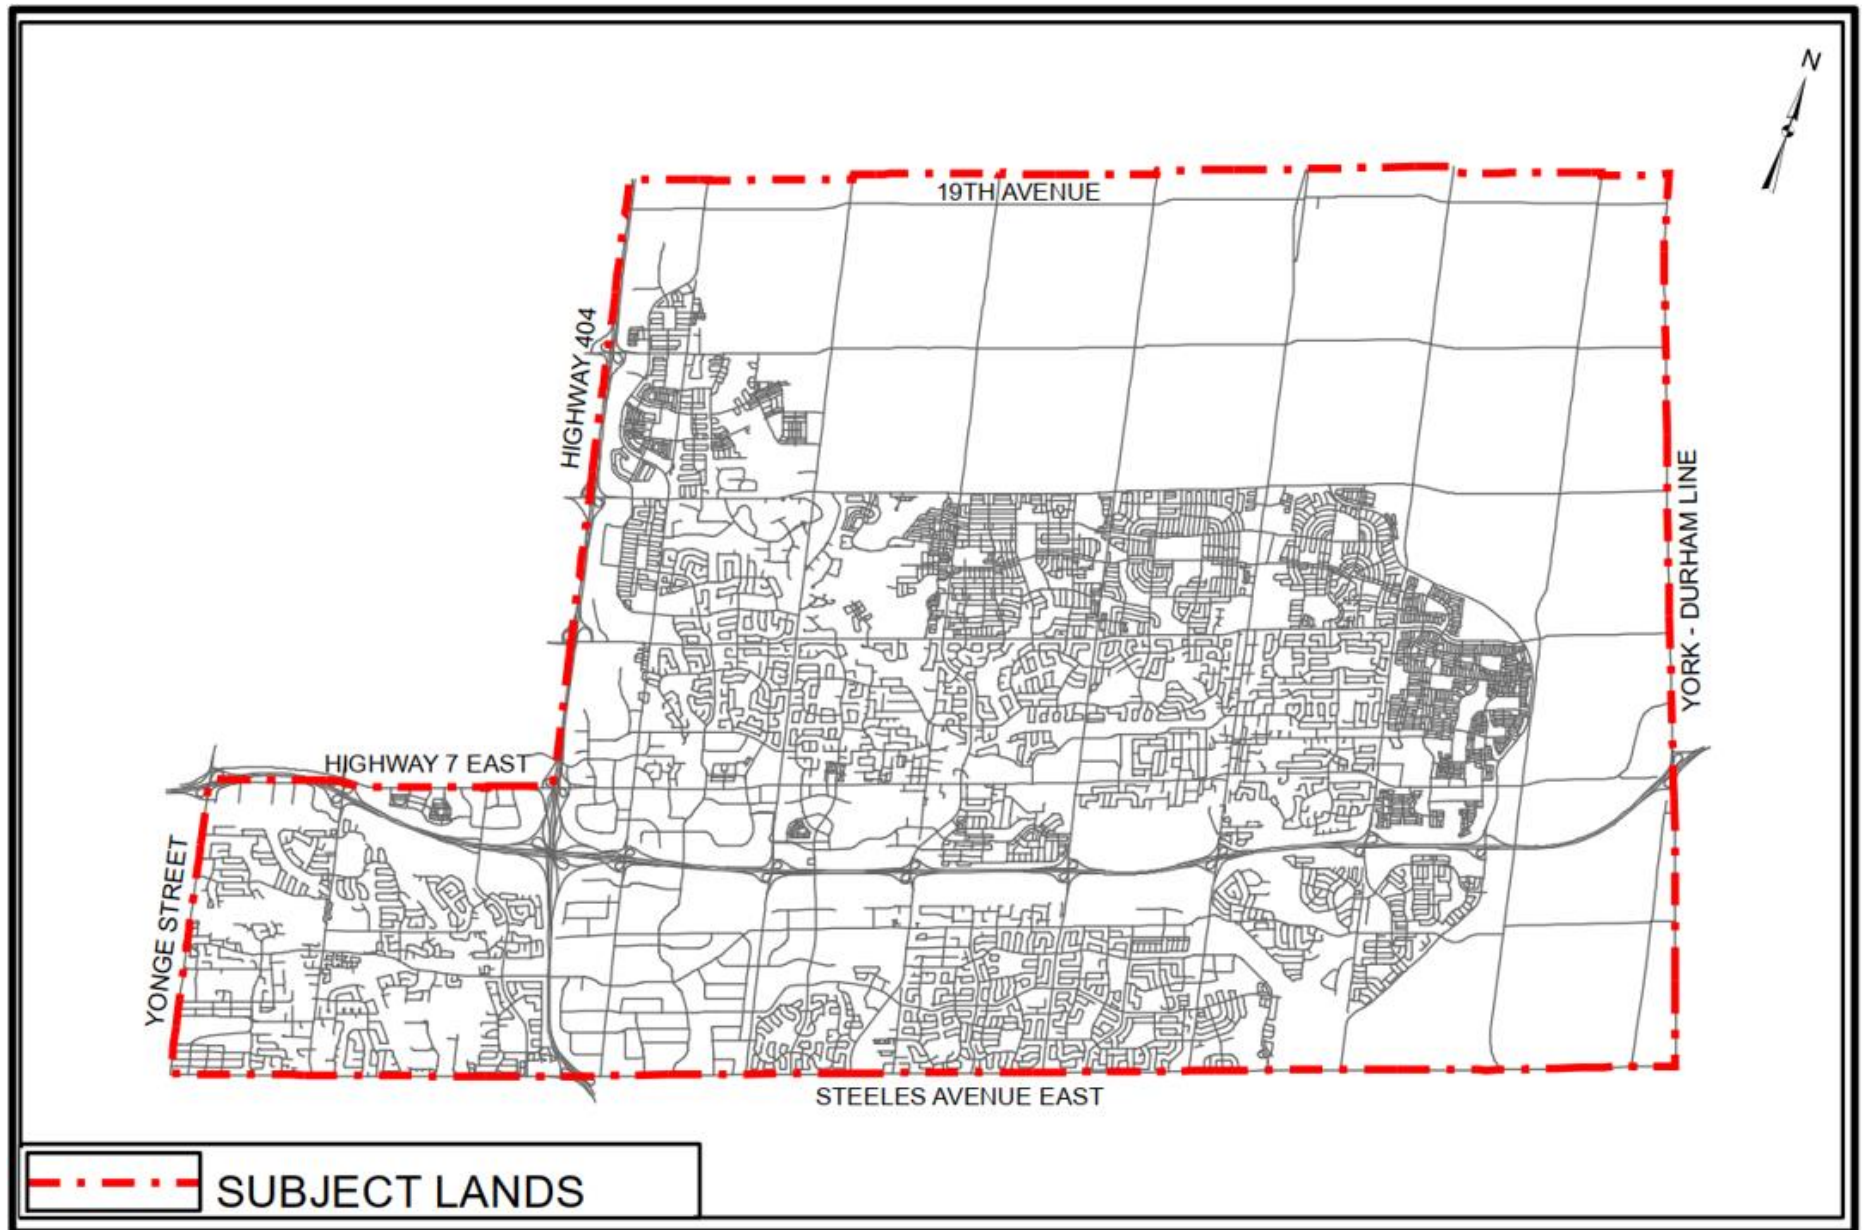 N
19TH AVENUE
HIGHWAY 404
YORK - DURHAM LINE
HIGHWAY 7 EAST
YONGE STREET
STEELES AVENUE EAST
SUBJECT LANDS